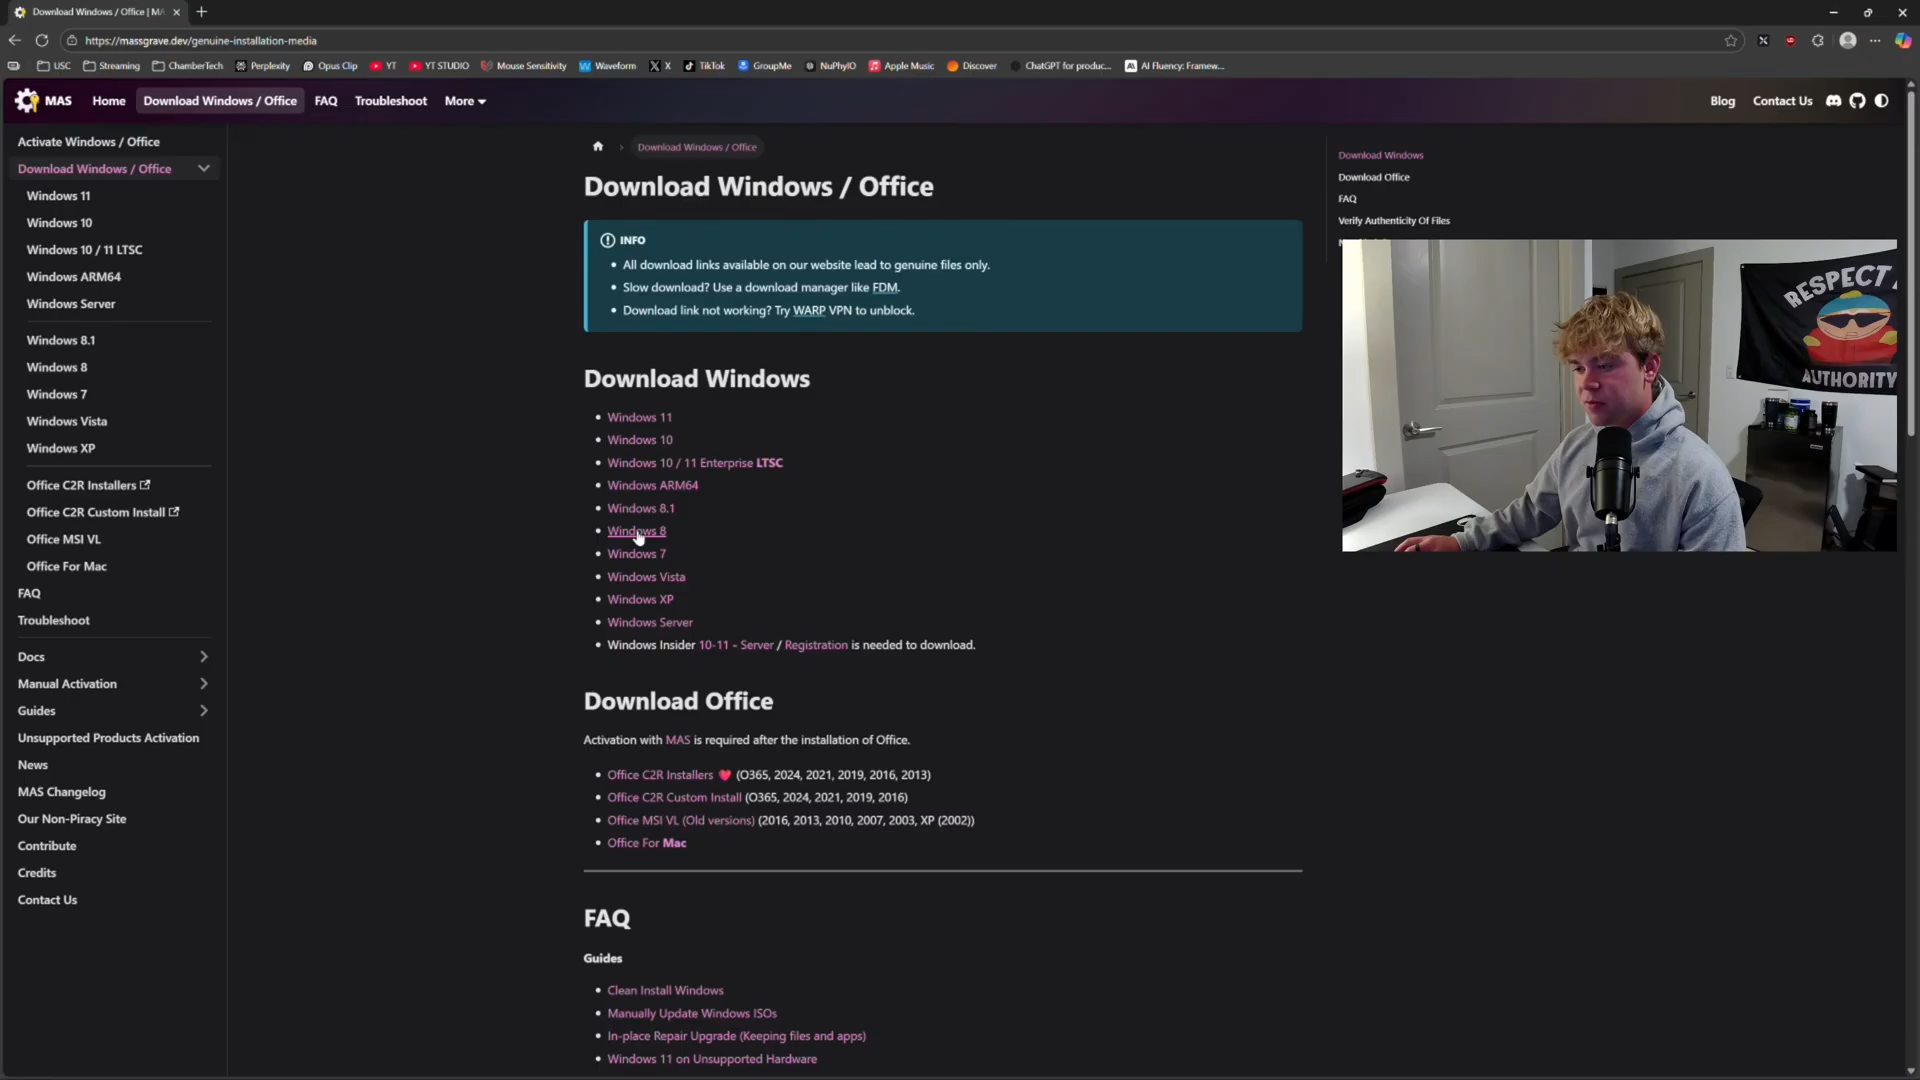 Download Windows / Office | MA
https://massgrave.dev/genuine-installation-media
USC
Streaming
ChamberTech
Perplexity
Opus Clip
YT
YT STUDIO
Mouse Sensitivity
Waveform
X
TikTok
GroupMe
NuPhyIO
Apple Music
Discover
ChatGPT for produc...
AI Fluency: Framew...
MAS
Home
Download Windows / Office
FAQ
Troubleshoot
More
Blog
Contact Us
Activate Windows / Office
Download Windows / Office
Windows 11
Windows 10
Windows 10 / 11 LTSC
Windows ARM64
Windows Server
Windows 8.1
Windows 8
Windows 7
Windows Vista
Windows XP
Office C2R Installers
Office C2R Custom Install
Office MSI VL
Office For Mac
FAQ
Troubleshoot
Docs
Manual Activation
Guides
Unsupported Products Activation
News
MAS Changelog
Our Non-Piracy Site
Contribute
Credits
Contact Us
Download Windows / Office
Download Windows / Office
INFO
All download links available on our website lead to genuine files only.
Slow download? Use a download manager like FDM.
Download link not working? Try WARP VPN to unblock.
Download Windows
Windows 11
Windows 10
Windows 10 / 11 Enterprise LTSC
Windows ARM64
Windows 8.1
Windows 8
Windows 7
Windows Vista
Windows XP
Windows Server
Windows Insider 10-11 - Server / Registration is needed to download.
Download Office
Activation with MAS is required after the installation of Office.
Office C2R Installers ❤️ (O365, 2024, 2021, 2019, 2016, 2013)
Office C2R Custom Install (O365, 2024, 2021, 2019, 2016)
Office MSI VL (Old versions) (2016, 2013, 2010, 2007, 2003, XP (2002))
Office For Mac
FAQ
Guides
Clean Install Windows
Manually Update Windows ISOs
In-place Repair Upgrade (Keeping files and apps)
Windows 11 on Unsupported Hardware
Download Windows
Download Office
FAQ
Verify Authenticity Of Files
RESPECT
AUTHORITY